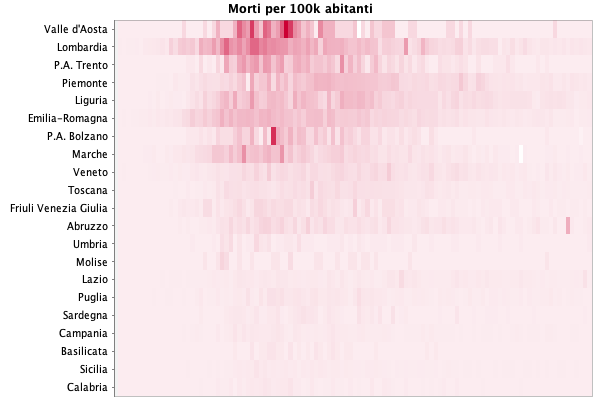 Morti per 100k abitanti
Valle d'Aosta
Lombardia
P.A. Trento
Piemonte
Liguria
Emilia-Romagna
P.A. Bolzano
Marche
Veneto
Toscana
Friuli Venezia Giulia
Abruzzo
Umbria
Molise
Lazio
Puglia
Sardegna
Campania
Basilicata
Sicilia
Calabria